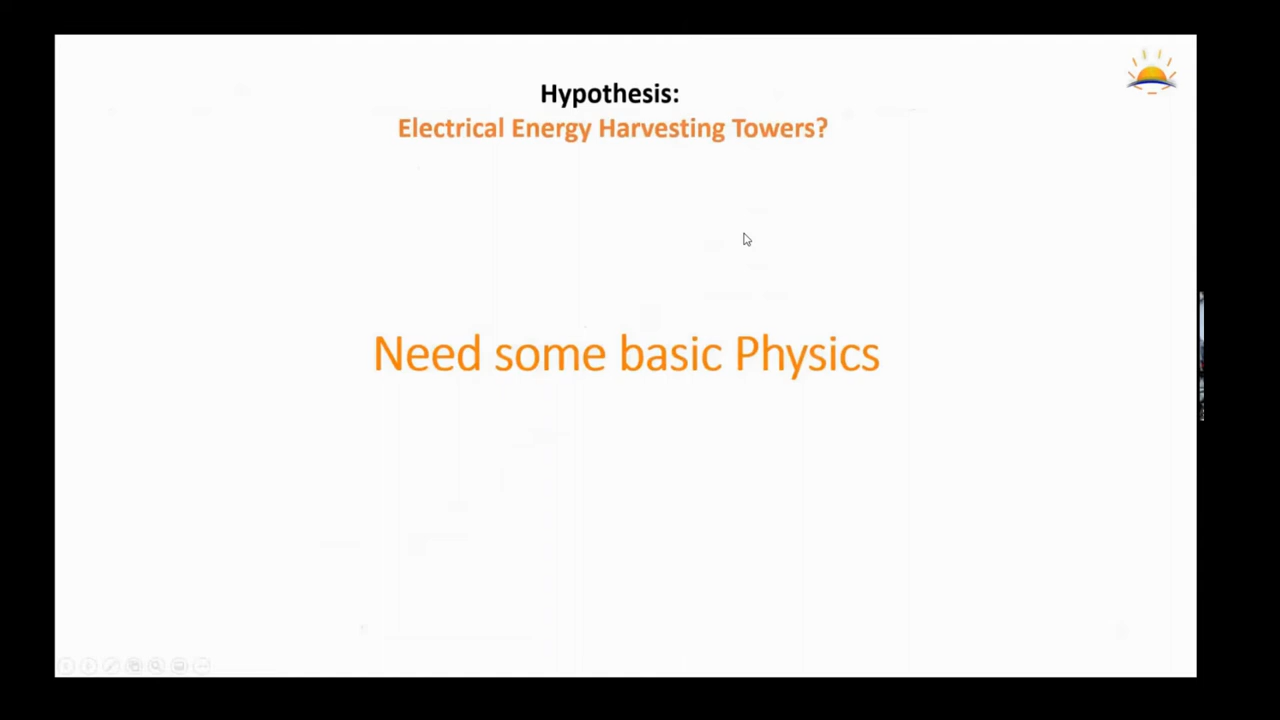 Hypothesis:
Electrical Energy Harvesting Towers?
Need some basic Physics